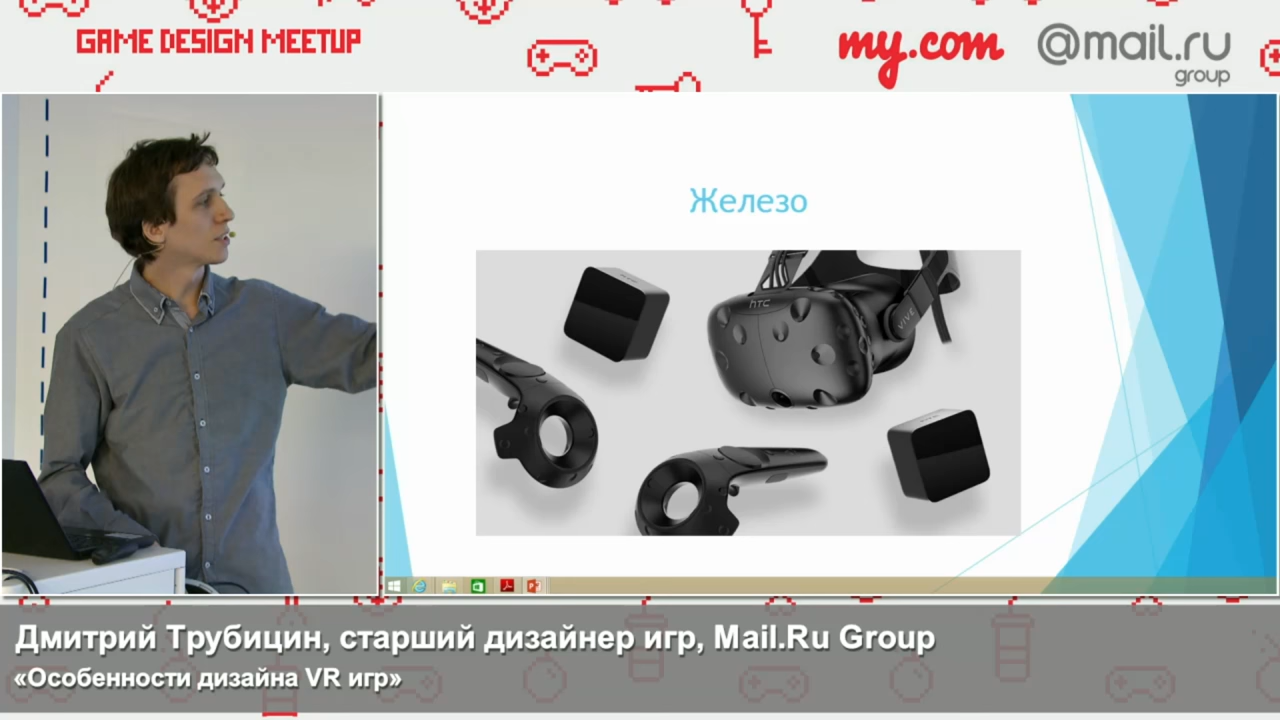 GAME DESIGN MEETUP
my.com
@mail.ru
group
Железо
hTC
VIVE
Дмитрий Трубицин, старший дизайнер игр, Mail.Ru Group
«Особенности дизайна VR игр»